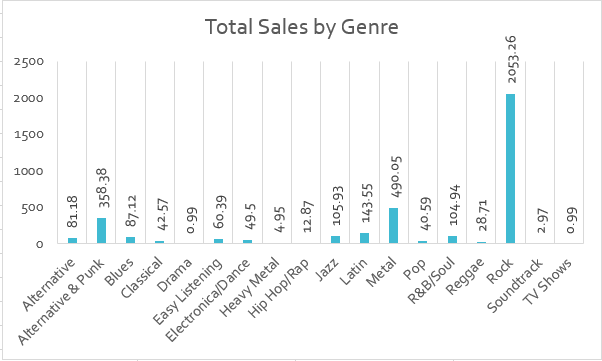 Total Sales by Genre
2500
2000
1500
1000
500
0
81.18
358.38
87.12
42.57
0.99
60.39
49.5
4.95
12.87
105.93
143.55
490.05
40.59
104.94
28.71
2053.26
2.97
0.99
Alternative
Alternative & Punk
Blues
Classical
Drama
Easy Listening
Electronica/Dance
Heavy Metal
Hip Hop/Rap
Jazz
Latin
Metal
Pop
R&B/Soul
Reggae
Rock
Soundtrack
TV Shows